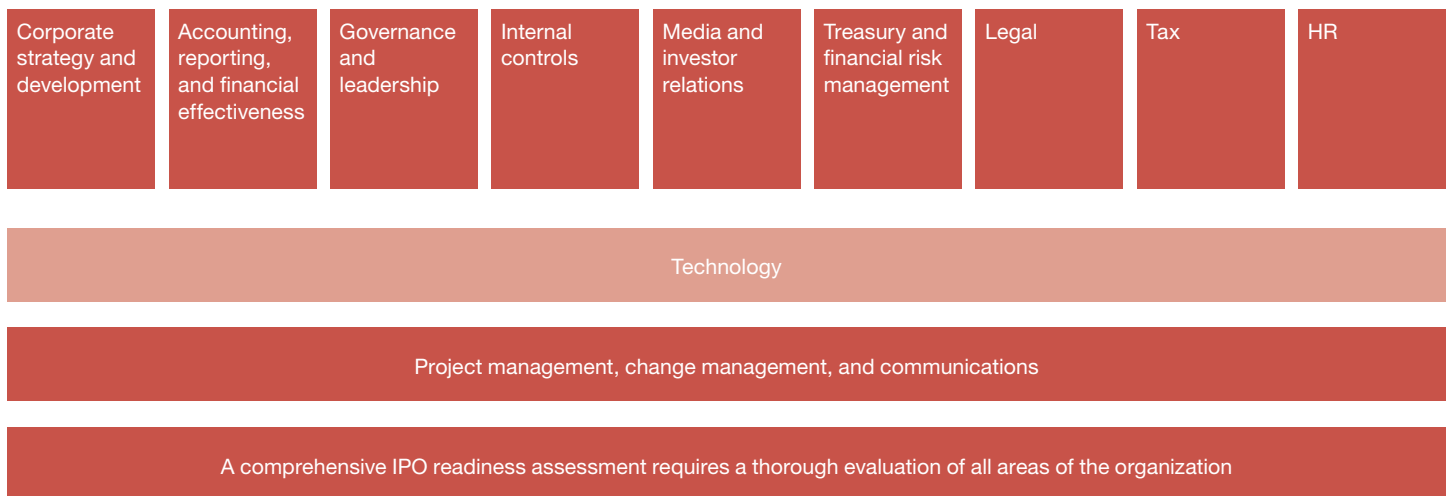 Corporate
strategy and
development
Accounting,
reporting,
and financial
effectiveness
Governance
and
leadership
Internal
controls
Media and
investor
relations
Treasury and
financial risk
management
Legal
Tax
HR
Technology
Project management, change management, and communications
A comprehensive IPO readiness assessment requires a thorough evaluation of all areas of the organization